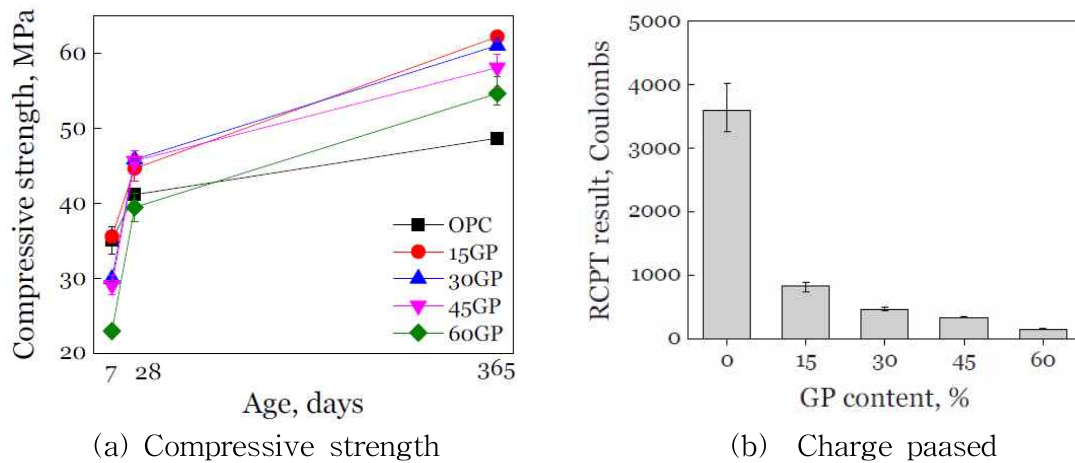 Compressive strength, MPa
60
50
40
30
20
7 28 365
Age, days
OPC
15GP
30GP
45GP
60GP
(a) Compressive strength
RCPT result, Coulombs
5000
4000
3000
2000
1000
0
0 15 30 45 60
GP content, %
(b) Charge paased